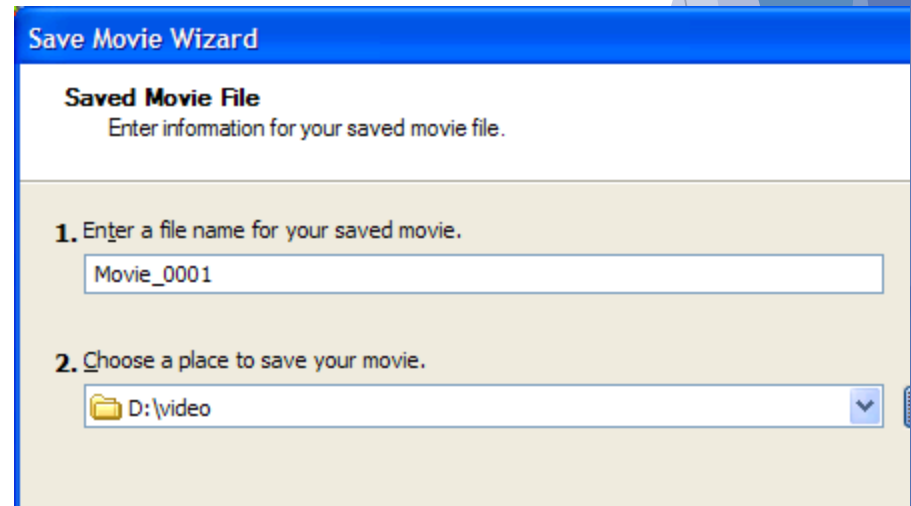 Save Movie Wizard
Saved Movie File
Enter information for your saved movie file.
1. Enter a file name for your saved movie.
Movie_0001
2. Choose a place to save your movie.
D:\video